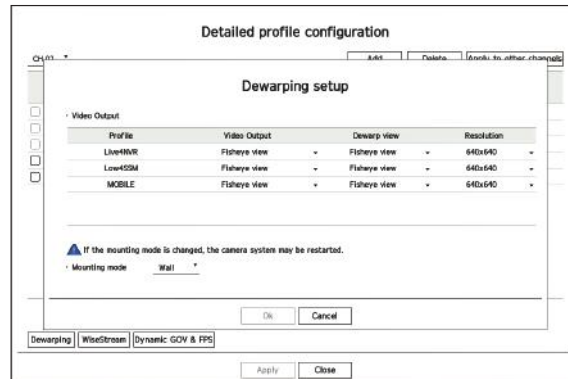 Detailed profile configuration
Add Delete Apply to other channels
Dewarping setup
· Video Output
Profile Video Output Dewarp view Resolution
Live4NVR Fisheye view Fisheye view 640x640
Low4SSM Fisheye view Fisheye view 640x640
MOBILE Fisheye view Fisheye view 640x640
If the mounting mode is changed, the camera system may be restarted.
· Mounting mode Wall
Ok Cancel
Dewarping WiseStream Dynamic GOV & FPS
Apply Close